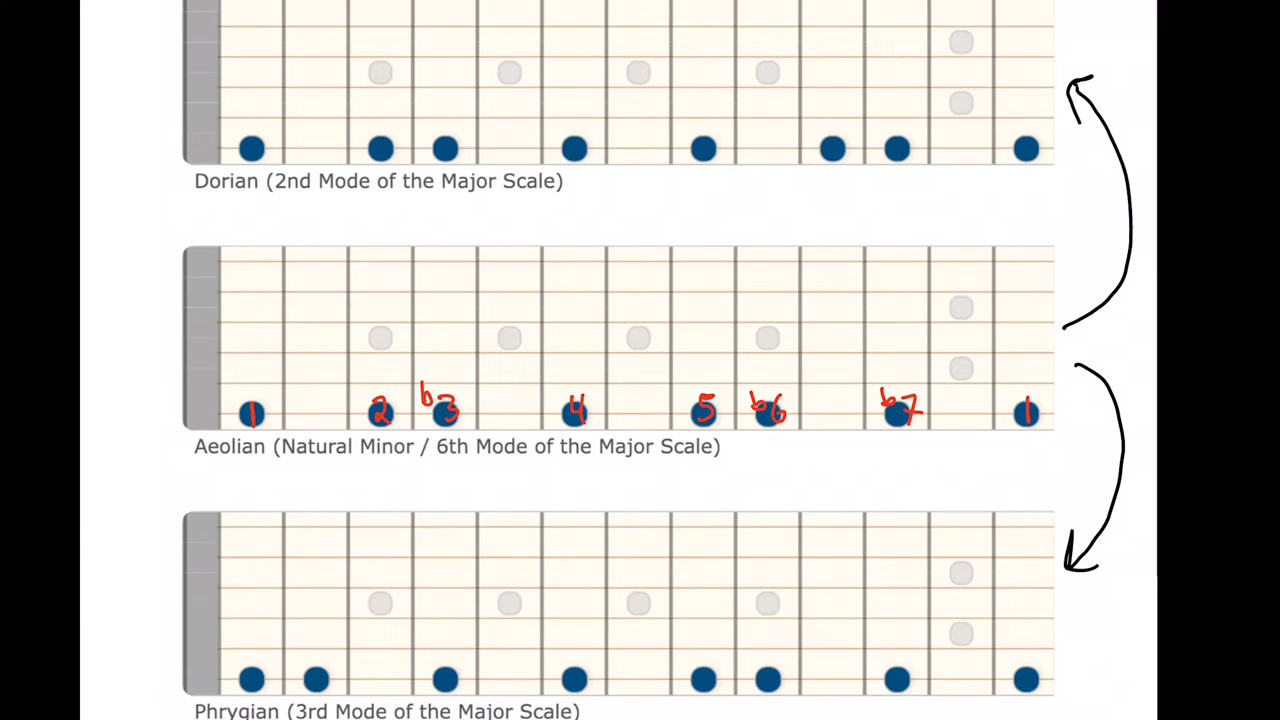 Dorian (2nd Mode of the Major Scale)
1 2 b3 4 5 b6 b7 1
Aeolian (Natural Minor / 6th Mode of the Major Scale)
Phrygian (3rd Mode of the Major Scale)